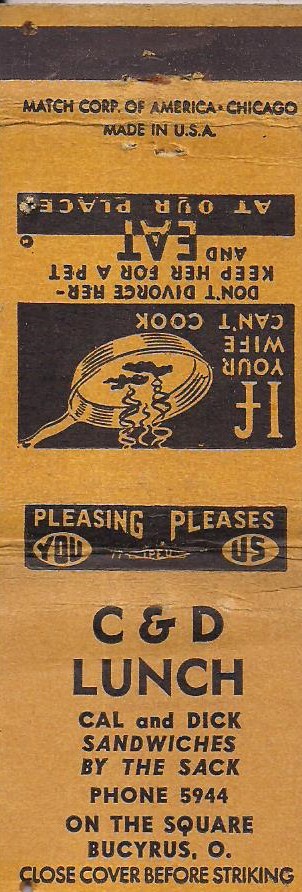 MATCH CORP. OF AMERICA • CHICAGO
MADE IN U.S.A.
IF
YOUR
WIFE
CAN'T COOK
DON'T DIVORCE HER-
KEEP HER FOR A PET
AND EAT
AT OUR PLACE
PLEASING PLEASES
YOU US
C & D
LUNCH
CAL and DICK
SANDWICHES
BY THE SACK
PHONE 5944
ON THE SQUARE
BUCYRUS, O.
CLOSE COVER BEFORE STRIKING